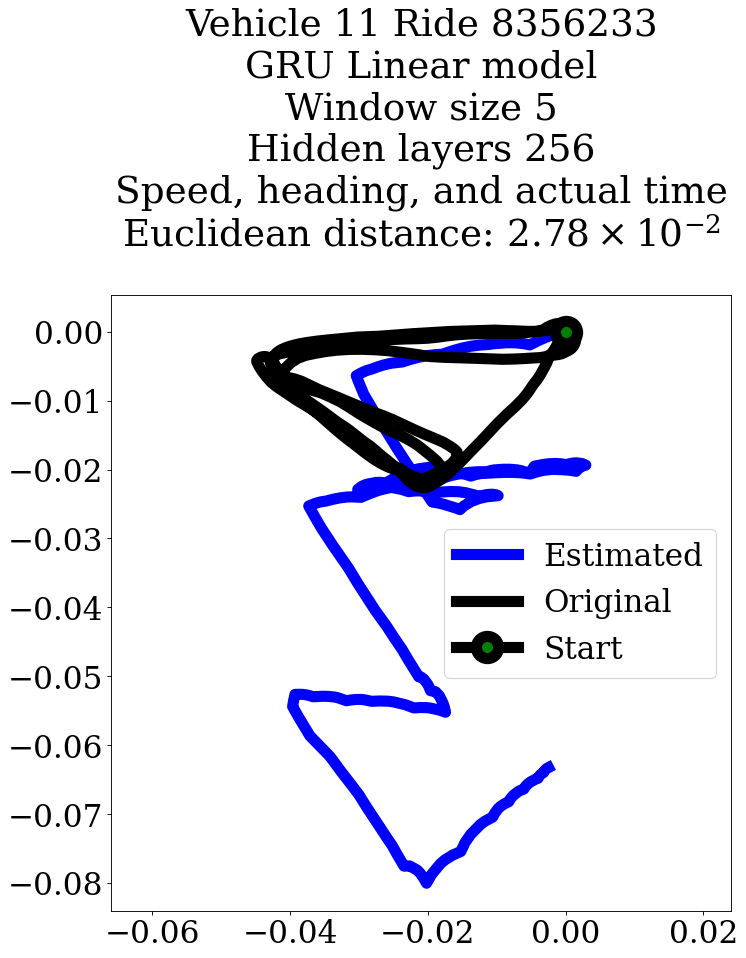 Vehicle 11 Ride 8356233
GRU Linear model
Window size 5
Hidden layers 256
Speed, heading, and actual time
Euclidean distance: 2.78 × 10⁻²
0.00
−0.01
−0.02
−0.03
−0.04
−0.05
−0.06
−0.07
−0.08
Estimated
Original
Start
−0.06 −0.04 −0.02 0.00 0.02